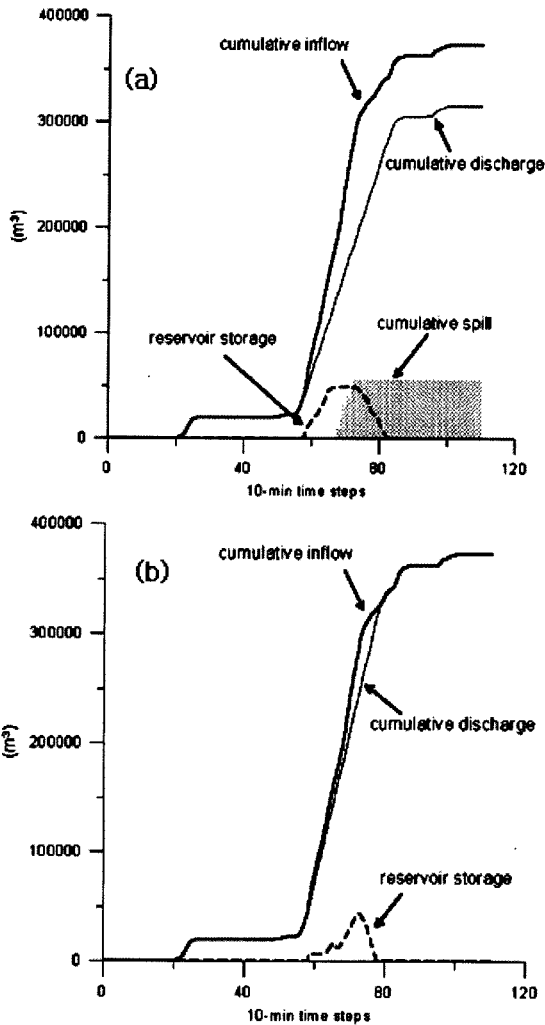 400000
cumulative inflow
(a)
300000
cumulative discharge
(m³)
200000
cumulative spill
100000
reservoir storage
0
0 40 80 120
10-min time steps
400000
cumulative inflow
(b)
300000
cumulative discharge
(m³)
200000
100000
reservoir storage
0
0 40 80 120
10-min time steps